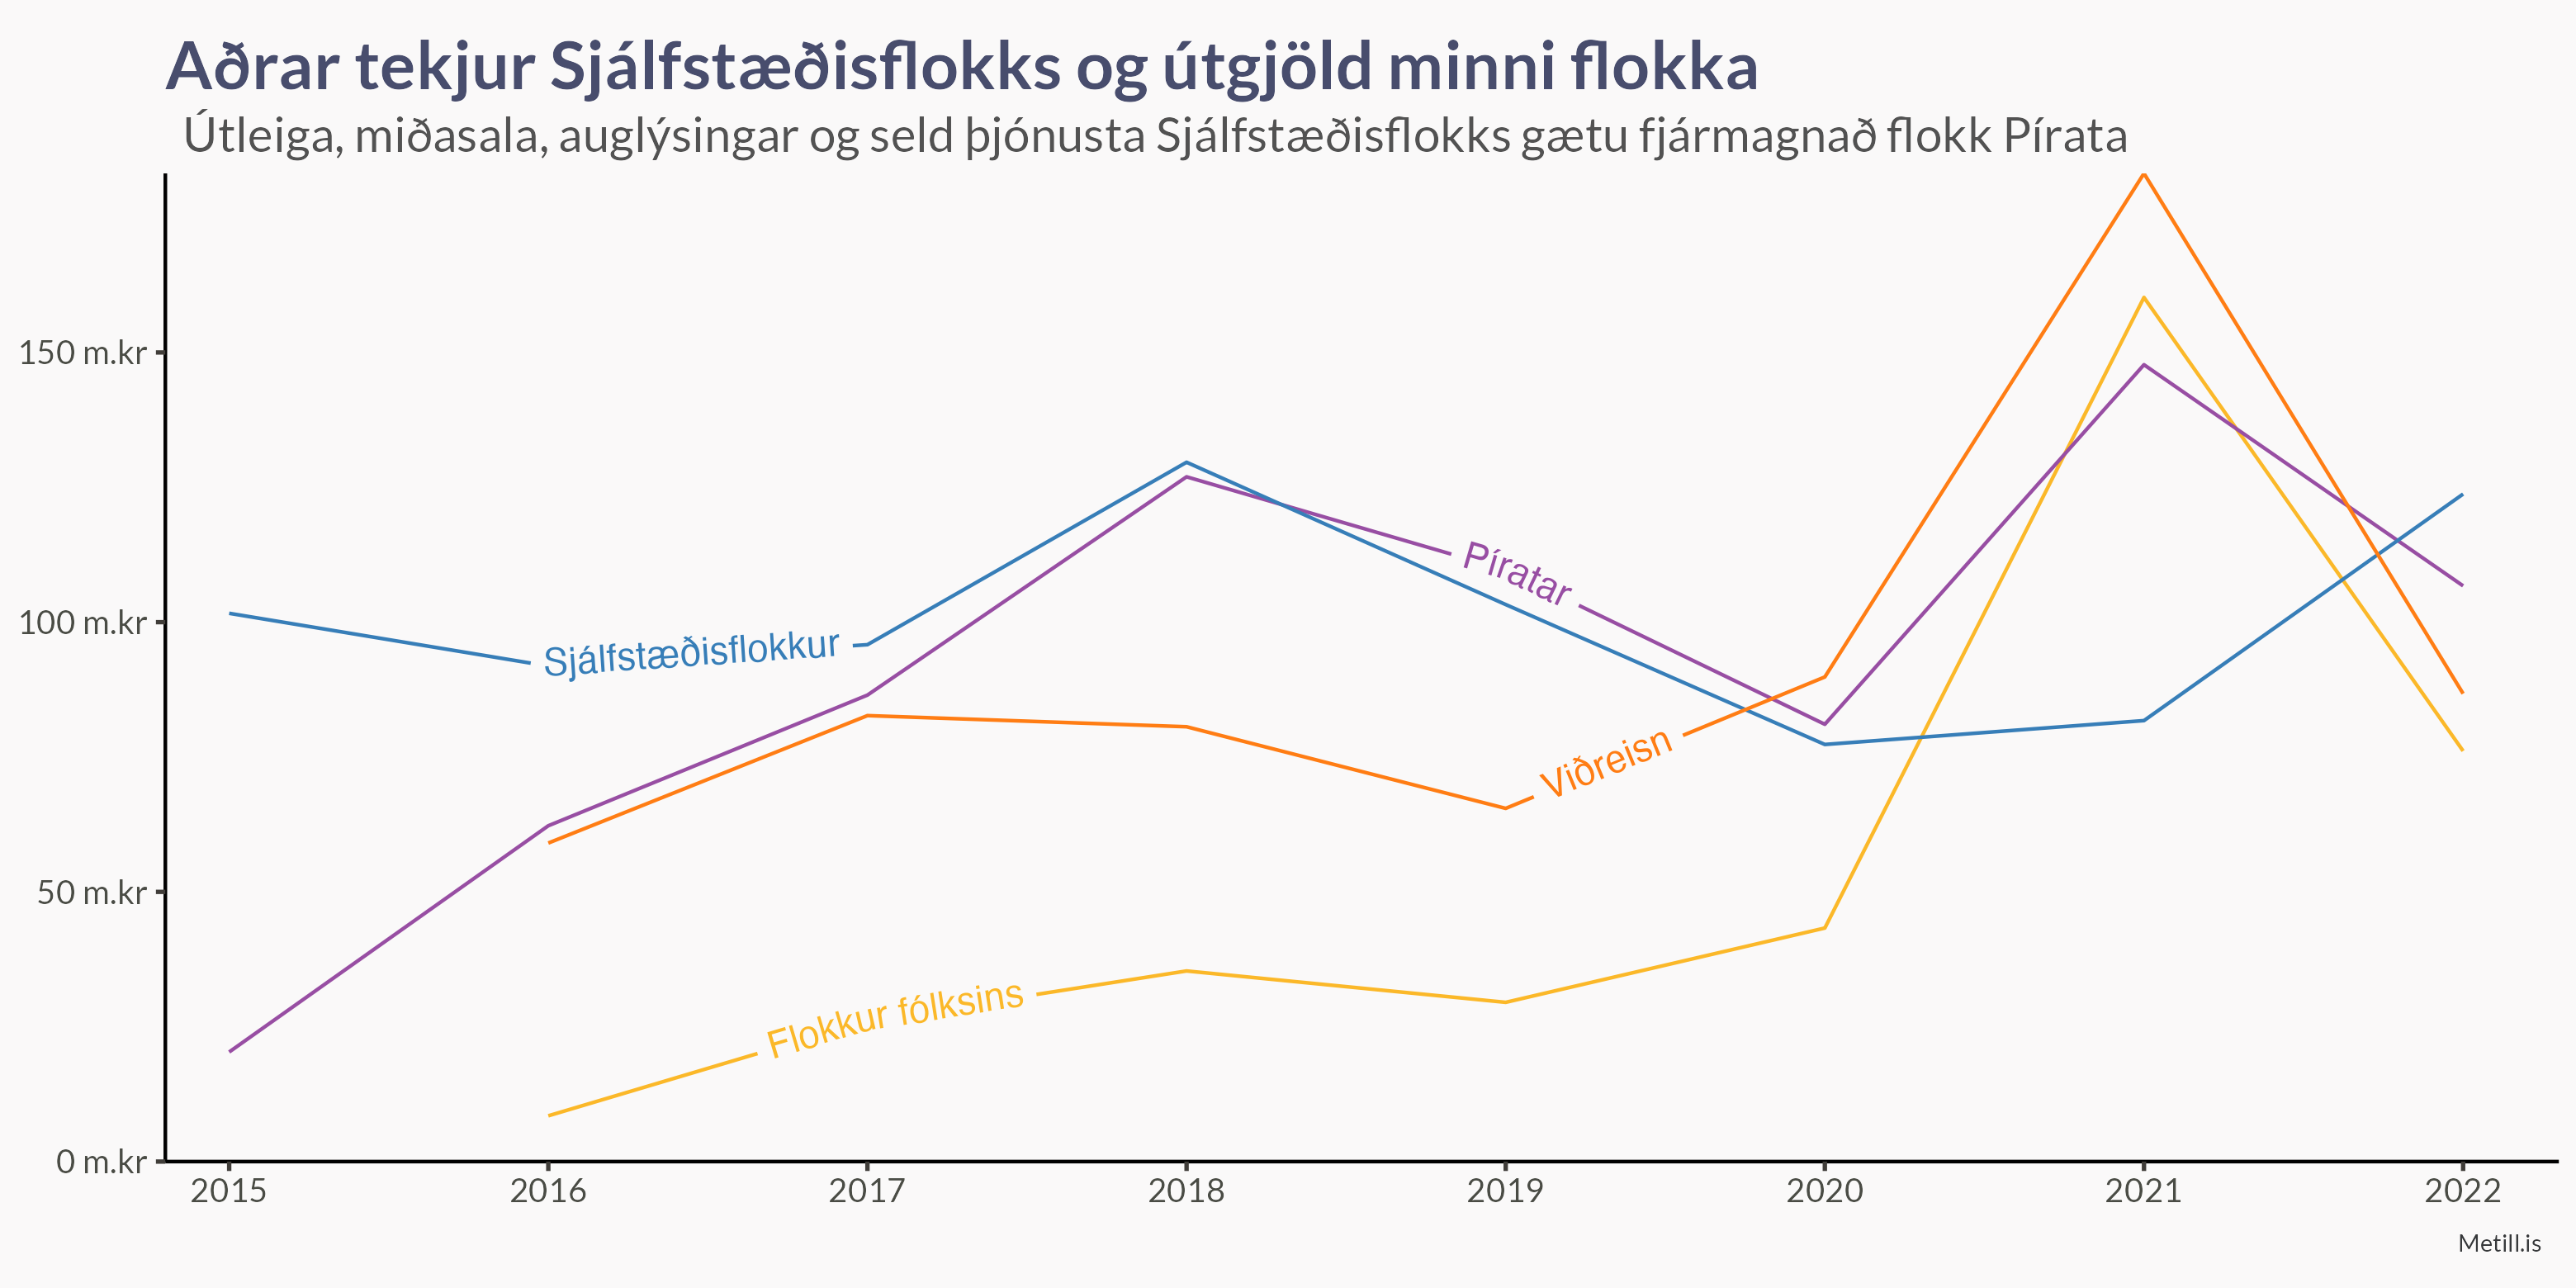 Aðrar tekjur Sjálfstæðisflokks og útgjöld minni flokka
Útleiga, miðasala, auglýsingar og seld þjónusta Sjálfstæðisflokks gætu fjármagnað flokk Pírata
150 m.kr
100 m.kr
50 m.kr
0 m.kr
Píratar
Sjálfstæðisflokkur
Viðreisn
Flokkur fólksins
2015 2016 2017 2018 2019 2020 2021 2022
Metill.is